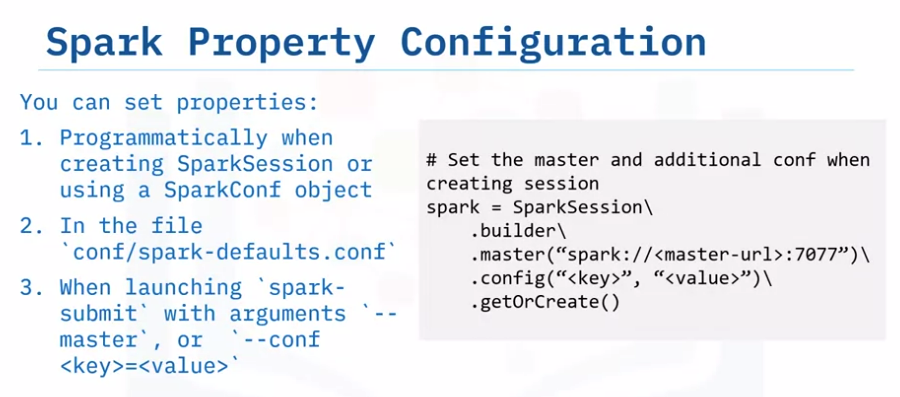 Spark Property Configuration
You can set properties:
1. Programmatically when
creating SparkSession or
using a SparkConf object
2. In the file
`conf/spark-defaults.conf`
3. When launching `spark-
submit` with arguments `--
master`, or `--conf
<key>=<value>`
# Set the master and additional conf when
creating session
spark = SparkSession\
.builder\
.master(“spark://<master-url>:7077”)\
.config(“<key>”, “<value>”)\
.getOrCreate()